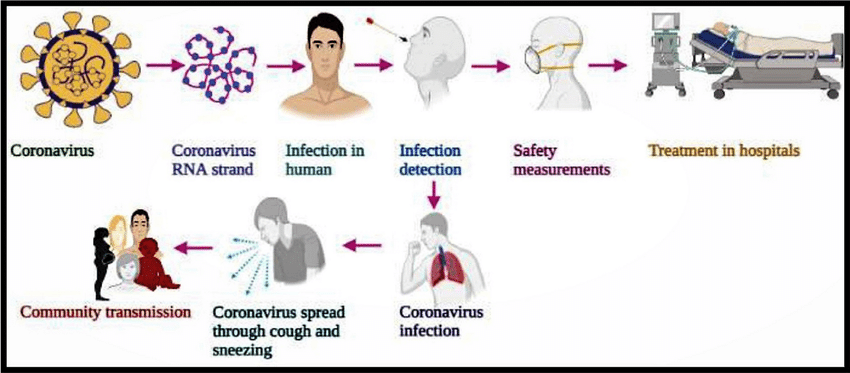 Coronavirus
Coronavirus
RNA strand
Infection in
human
Infection
detection
Safety
measurements
Treatment in hospitals
Community transmission
Coronavirus spread
through cough and
sneezing
Coronavirus
infection